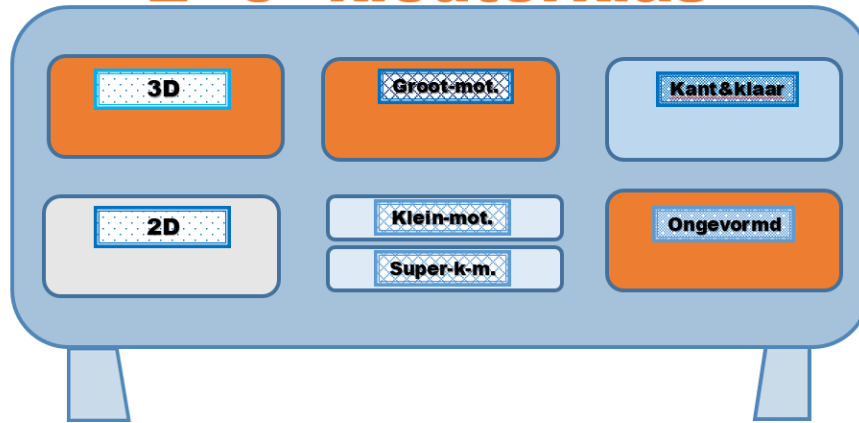 3D
Groot-mot.
Kant&klaar
2D
Klein-mot.
Ongevormd
Super-k-m.